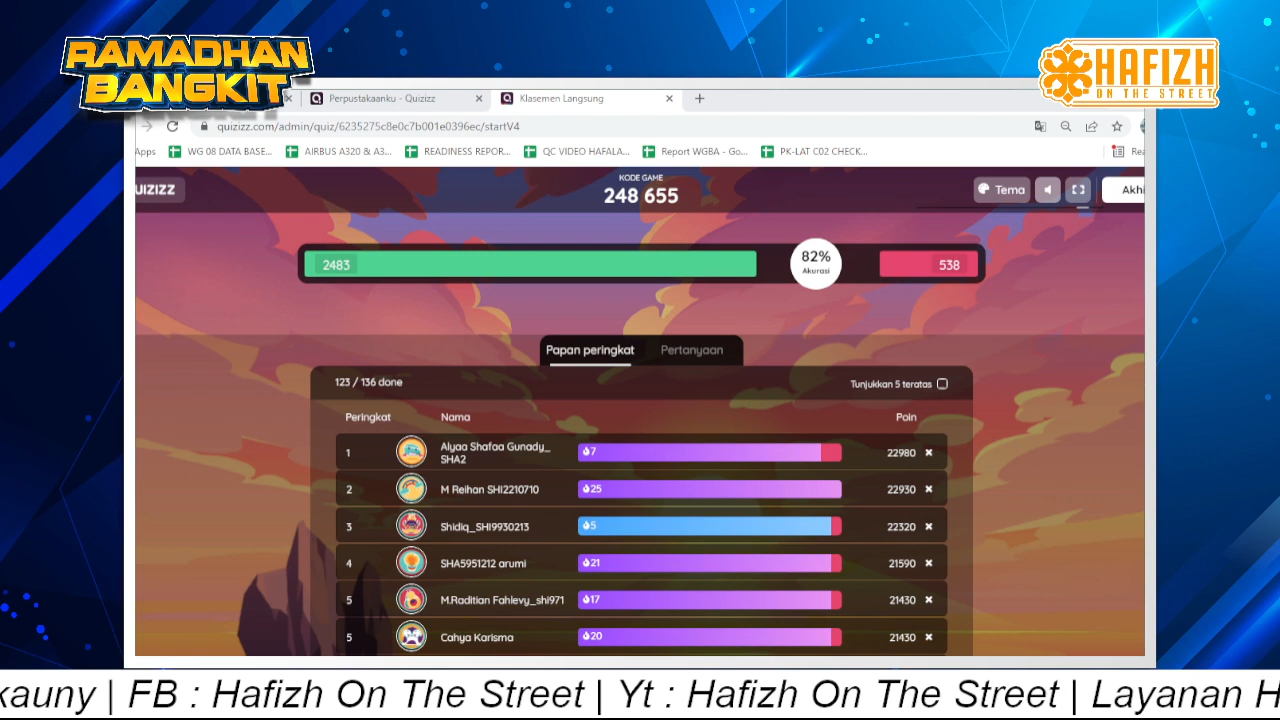 RAMADHAN
BANGKIT
HAFIZH
ON THE STREET
Perpustakaanku - Quizizz
Klasemen Langsung
quizizz.com/admin/quiz/6235275c8e0c7b001e0396ec/startV4
Apps
WG 08 DATA BASE...
AIRBUS A320 & A3...
READINESS REPOR...
QC VIDEO HAFALA...
Report WGBA - Go...
PK-LAT C02 CHECK...
Rea
UIZIZZ
KODE GAME
248 655
Tema
Akhi
2483
82%
Akurasi
538
Papan peringkat
Pertanyaan
123 / 136 done
Tunjukkan 5 teratas
Peringkat Nama Poin
1 Alyaa Shafaa Gunady_
SHA2 7 22980
2 M Reihan SHI2210710 25 22930
3 Shidiq_SHI9930213 5 22320
4 SHA5951212 arumi 21 21590
5 M.Raditian Fahlevy_shi971 17 21430
5 Cahya Karisma 20 21430
kauny | FB : Hafizh On The Street | Yt : Hafizh On The Street | Layanan H